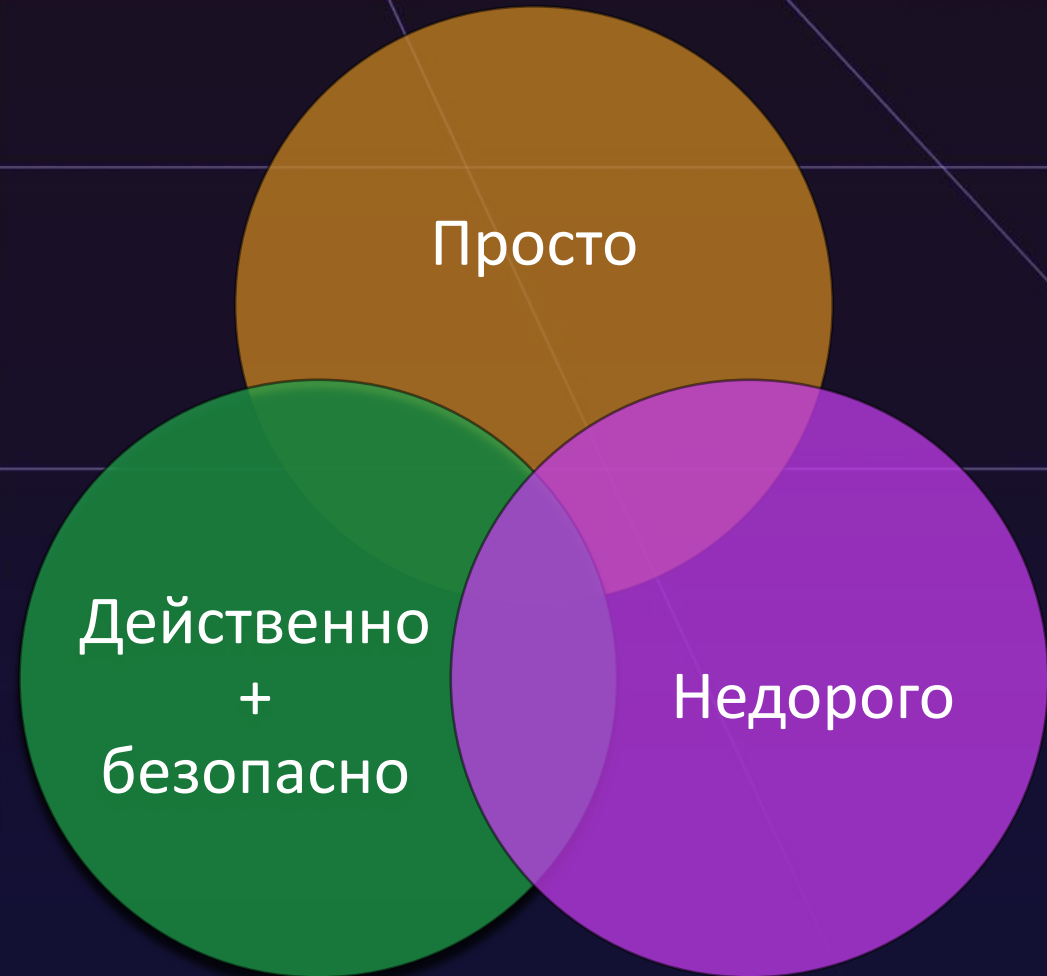 Просто
Действенно
+
безопасно
Недорого